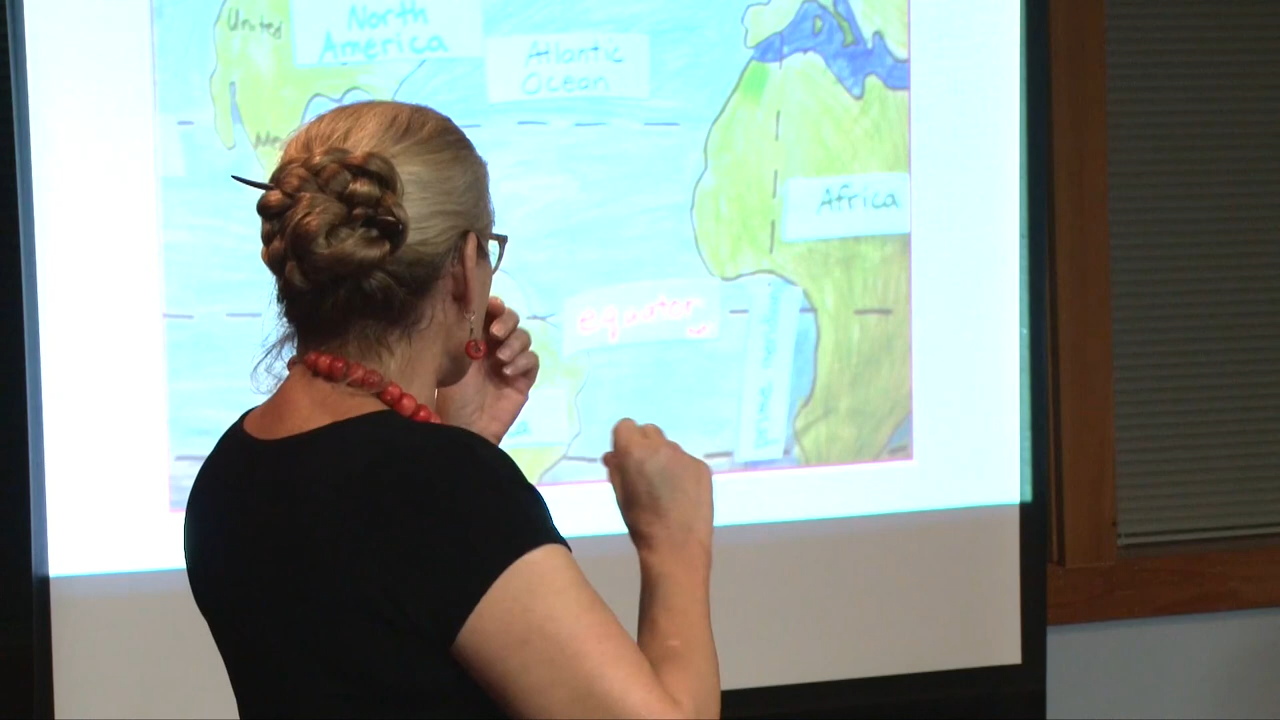 United
North
America
Atlantic
Ocean
Africa
equator